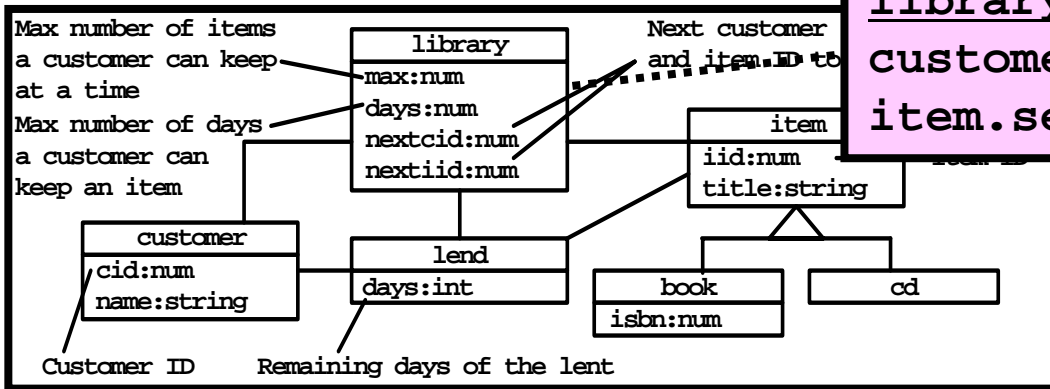 Max number of items
a customer can keep
at a time
Max number of days
a customer can
keep an item
library
max:num
days:num
nextcid:num
nextiid:num
Next customer
and item ID to
library
custome
item.se
item
iid:num
title:string
customer
cid:num
name:string
lend
days:int
book
isbn:num
cd
Customer ID
Remaining days of the lent